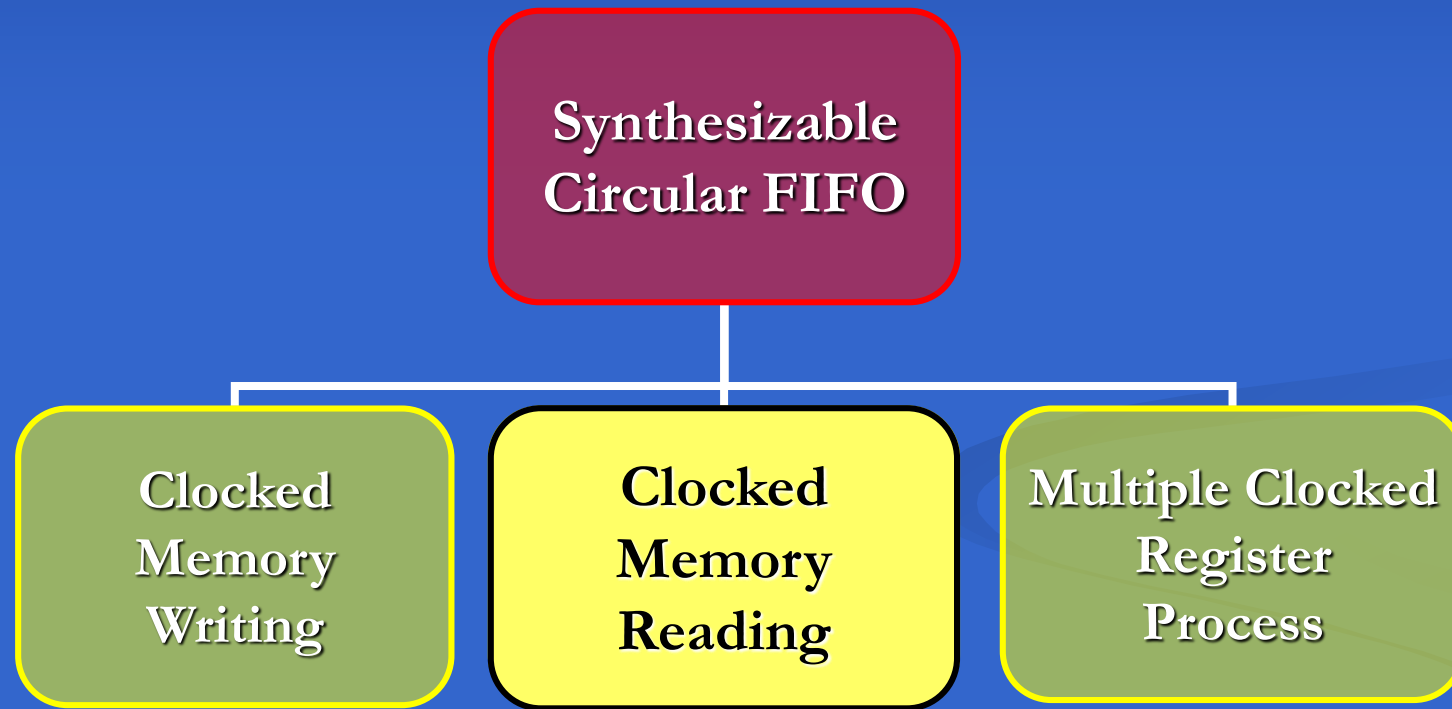 Synthesizable
Circular FIFO
Clocked
Memory
Writing
Clocked
Memory
Reading
Multiple Clocked
Register
Process